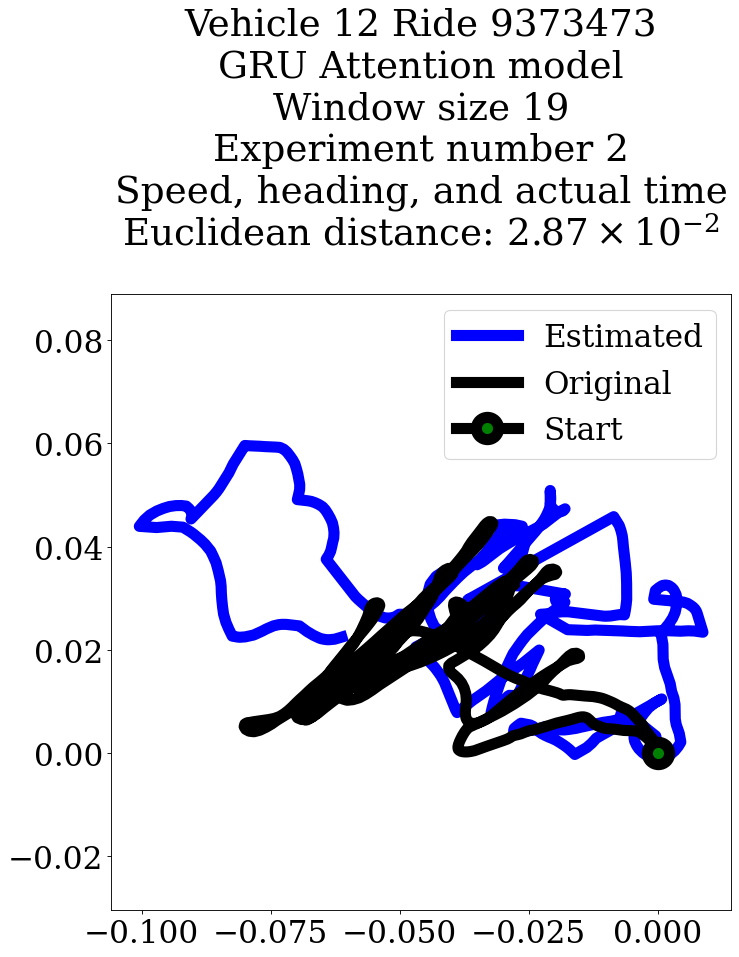 Vehicle 12 Ride 9373473
GRU Attention model
Window size 19
Experiment number 2
Speed, heading, and actual time
Euclidean distance: 2.87 × 10⁻²
Estimated
Original
Start
0.08
0.06
0.04
0.02
0.00
−0.02
−0.100 −0.075 −0.050 −0.025 0.000